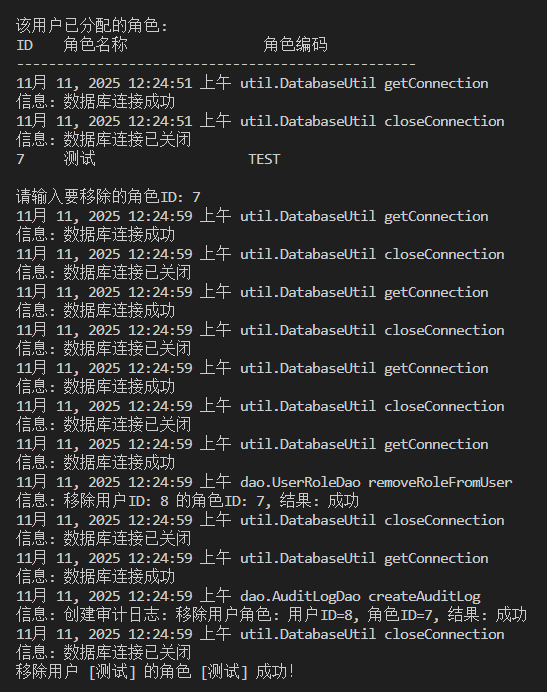 该用户已分配的角色:
ID 角色名称 角色编码
--------------------------------------------------
11月 11, 2025 12:24:51 上午 util.DatabaseUtil getConnection
信息: 数据库连接成功
11月 11, 2025 12:24:51 上午 util.DatabaseUtil closeConnection
信息: 数据库连接已关闭
7 测试 TEST
请输入要移除的角色ID: 7
11月 11, 2025 12:24:59 上午 util.DatabaseUtil getConnection
信息: 数据库连接成功
11月 11, 2025 12:24:59 上午 util.DatabaseUtil closeConnection
信息: 数据库连接已关闭
11月 11, 2025 12:24:59 上午 util.DatabaseUtil getConnection
信息: 数据库连接成功
11月 11, 2025 12:24:59 上午 util.DatabaseUtil closeConnection
信息: 数据库连接已关闭
11月 11, 2025 12:24:59 上午 util.DatabaseUtil getConnection
信息: 数据库连接成功
11月 11, 2025 12:24:59 上午 util.DatabaseUtil closeConnection
信息: 数据库连接已关闭
11月 11, 2025 12:24:59 上午 util.DatabaseUtil getConnection
信息: 数据库连接成功
11月 11, 2025 12:24:59 上午 dao.UserRoleDao removeRoleFromUser
信息: 移除用户ID: 8 的角色ID: 7, 结果: 成功
11月 11, 2025 12:24:59 上午 util.DatabaseUtil closeConnection
信息: 数据库连接已关闭
11月 11, 2025 12:24:59 上午 util.DatabaseUtil getConnection
信息: 数据库连接成功
11月 11, 2025 12:24:59 上午 dao.AuditLogDao createAuditLog
信息: 创建审计日志: 移除用户角色: 用户ID=8, 角色ID=7, 结果: 成功
11月 11, 2025 12:24:59 上午 util.DatabaseUtil closeConnection
信息: 数据库连接已关闭
移除用户 [测试] 的角色 [测试] 成功!